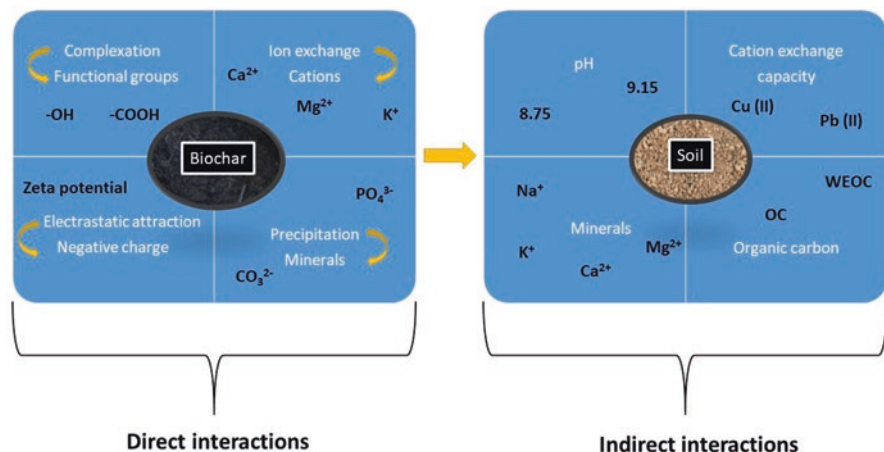 Complexation
Functional groups
-OH
-COOH
Ion exchange
Cations
Ca²⁺
Mg²⁺
K⁺
Biochar
Zeta potential
Electrastatic attraction
Negative charge
PO₄³⁻
Precipitation
Minerals
CO₃²⁻
pH
8.75
9.15
Cation exchange
capacity
Cu (II)
Pb (II)
Soil
Na⁺
Minerals
K⁺
Ca²⁺
Mg²⁺
WEOC
OC
Organic carbon
Direct interactions
Indirect interactions